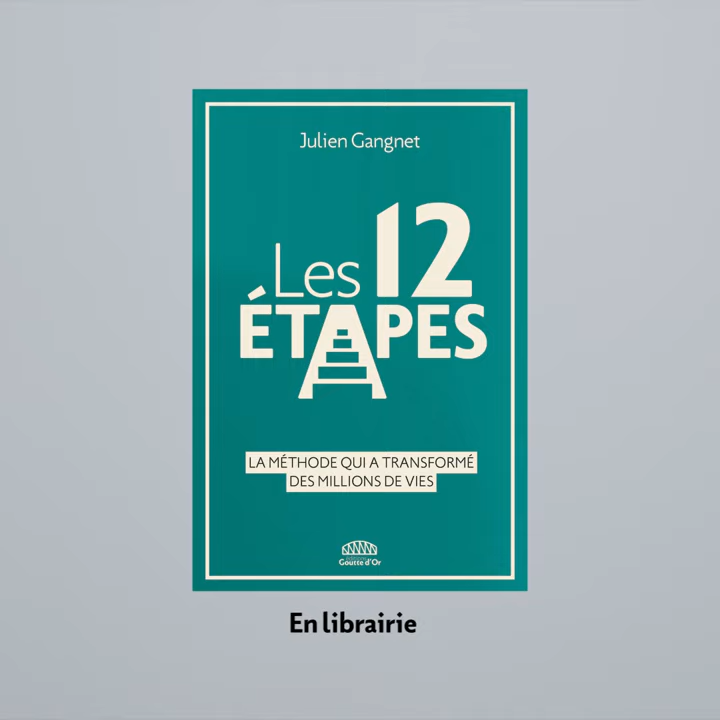 Julien Gangnet
Les 12
ÉTAPES
LA MÉTHODE QUI A TRANSFORMÉ
DES MILLIONS DE VIES
Goutte d'Or
En librairie